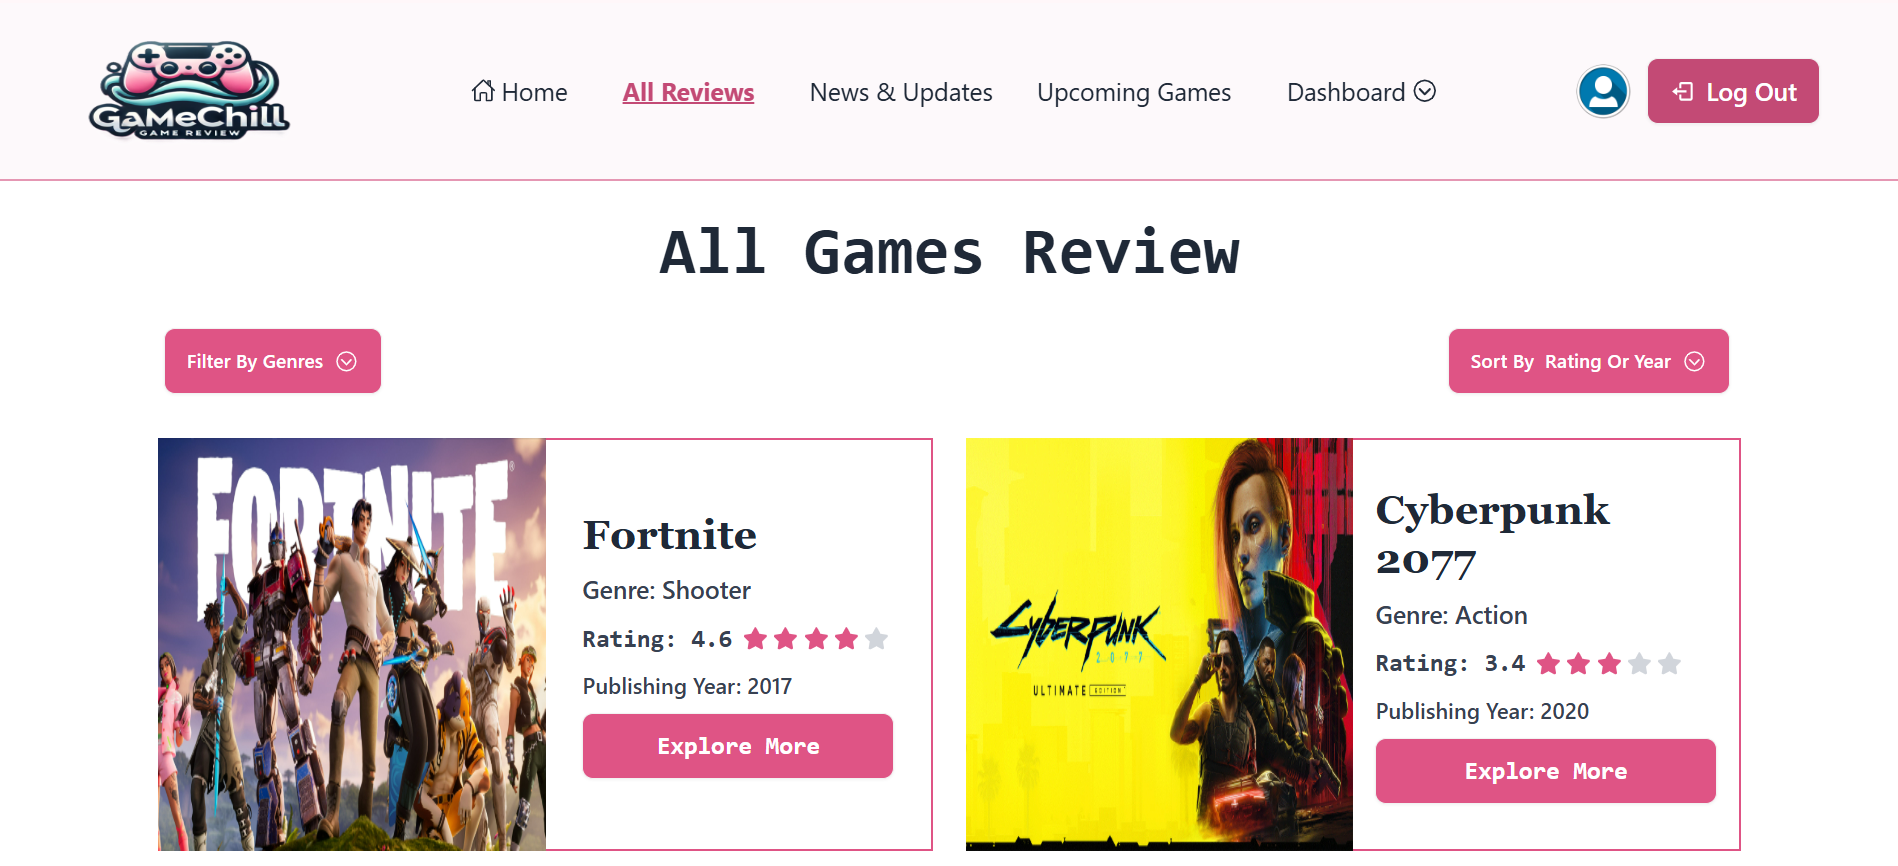 GaMeChill
GAME REVIEW
Home
All Reviews
News & Updates
Upcoming Games
Dashboard
Log Out
All Games Review
Filter By Genres
Sort By Rating Or Year
FORTNITE
Fortnite
Genre: Shooter
Rating: 4.6
Publishing Year: 2017
Explore More
CYBERPUNK
2077
ULTIMATE EDITION
Cyberpunk
2077
Genre: Action
Rating: 3.4
Publishing Year: 2020
Explore More